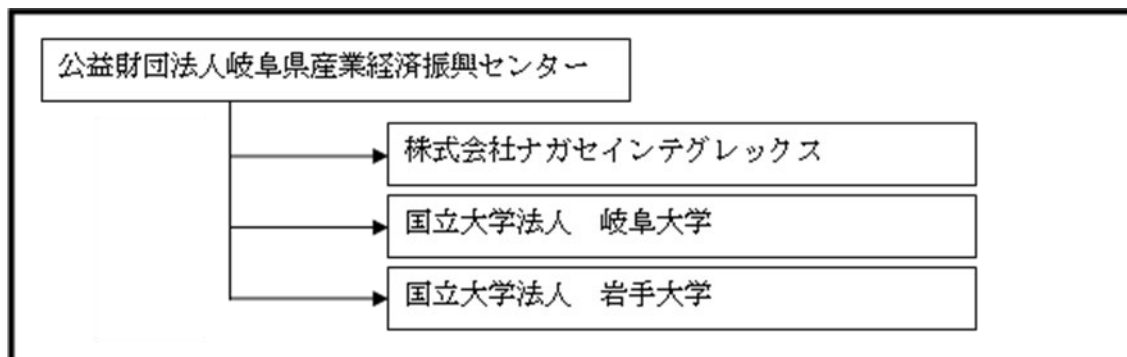 公益財団法人岐阜県産業経済振興センター
株式会社ナガセインテグレックス
国立大学法人　岐阜大学
国立大学法人　岩手大学